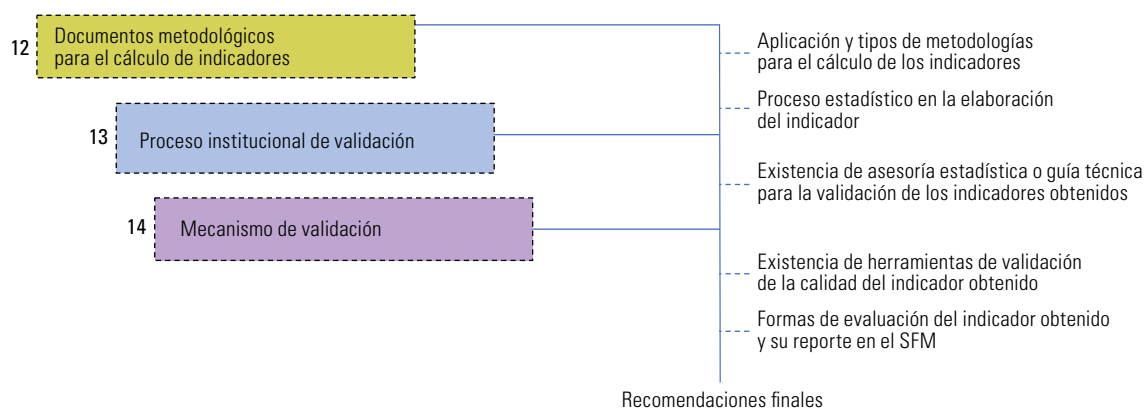 12
Documentos metodológicos
para el cálculo de indicadores
13
Proceso institucional de validación
14
Mecanismo de validación
Aplicación y tipos de metodologías
para el cálculo de los indicadores
Proceso estadístico en la elaboración
del indicador
Existencia de asesoría estadística o guía técnica
para la validación de los indicadores obtenidos
Existencia de herramientas de validación
de la calidad del indicador obtenido
Formas de evaluación del indicador obtenido
y su reporte en el SFM
Recomendaciones finales